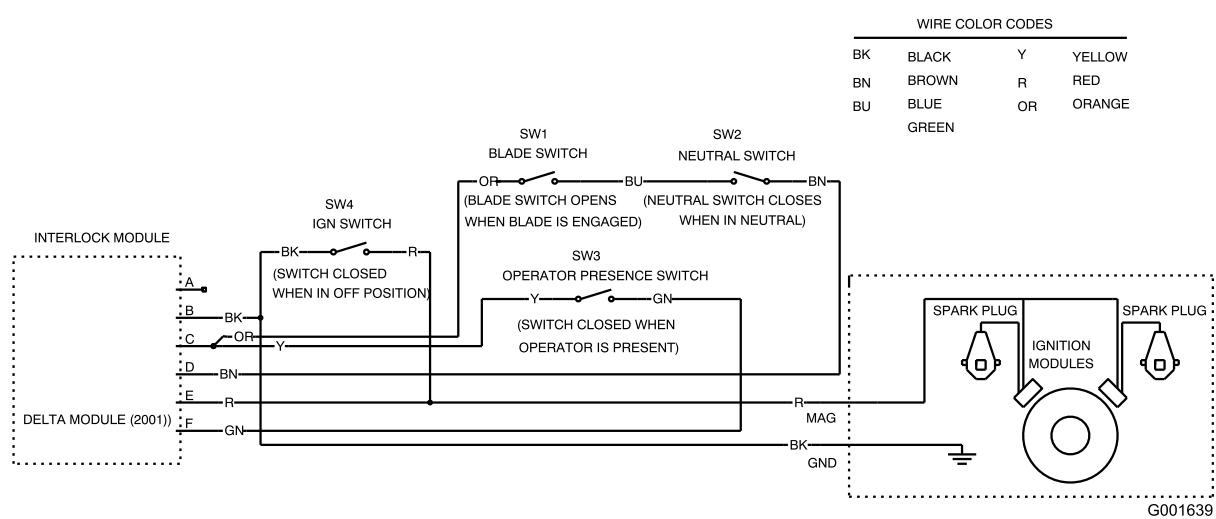 WIRE COLOR CODES
BK BLACK Y YELLOW
BN BROWN R RED
BU BLUE OR ORANGE
GREEN
SW1
BLADE SWITCH
SW2
NEUTRAL SWITCH
OR
BU
BN
(BLADE SWITCH OPENS
WHEN BLADE IS ENGAGED)
(NEUTRAL SWITCH CLOSES
WHEN IN NEUTRAL)
SW4
IGN SWITCH
BK
R
(SWITCH CLOSED
WHEN IN OFF POSITION)
SW3
OPERATOR PRESENCE SWITCH
Y
GN
(SWITCH CLOSED WHEN
OPERATOR IS PRESENT)
INTERLOCK MODULE
A
B BK
OR
C Y
D BN
E R
R
MAG
DELTA MODULE (2001))
F GN
BK
GND
SPARK PLUG
SPARK PLUG
IGNITION
MODULES
G001639